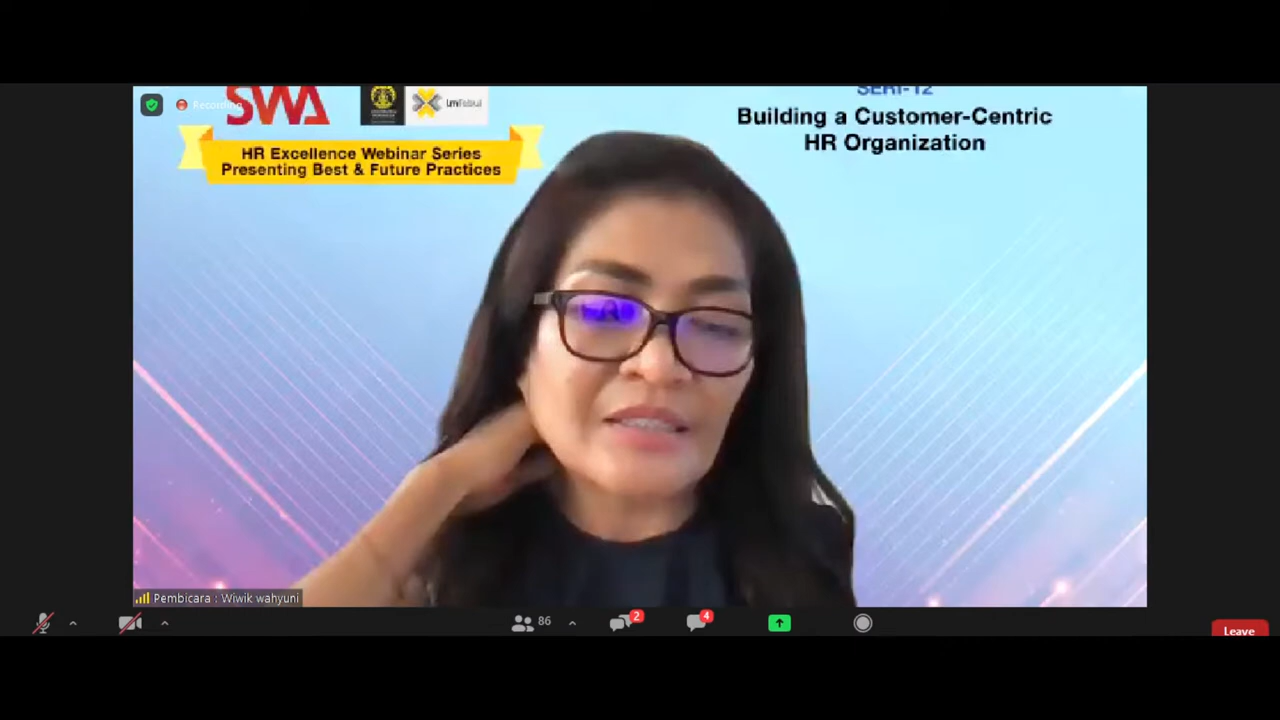 Recording
SWA
SERI-12
Building a Customer-Centric
HR Organization
HR Excellence Webinar Series
Presenting Best & Future Practices
Pembicara : Wiwik wahyuni
86
2
4
Leave